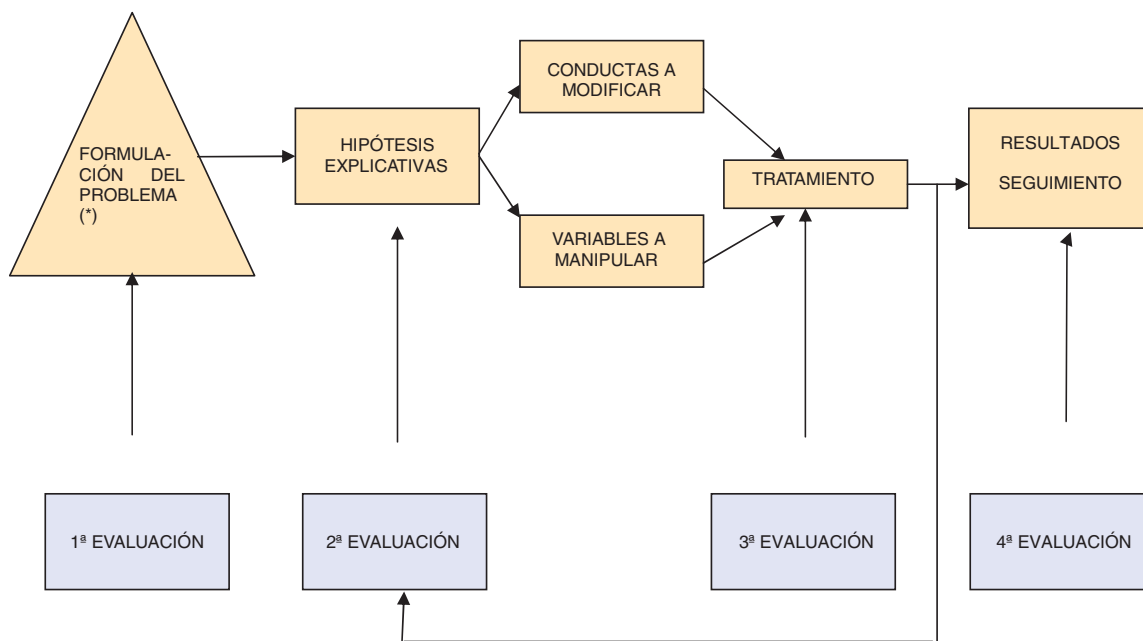 FORMULA-
CIÓN DEL
PROBLEMA
(*)
HIPÓTESIS
EXPLICATIVAS
CONDUCTAS A
MODIFICAR
VARIABLES A
MANIPULAR
TRATAMIENTO
RESULTADOS
SEGUIMIENTO
1ª EVALUACIÓN
2ª EVALUACIÓN
3ª EVALUACIÓN
4ª EVALUACIÓN